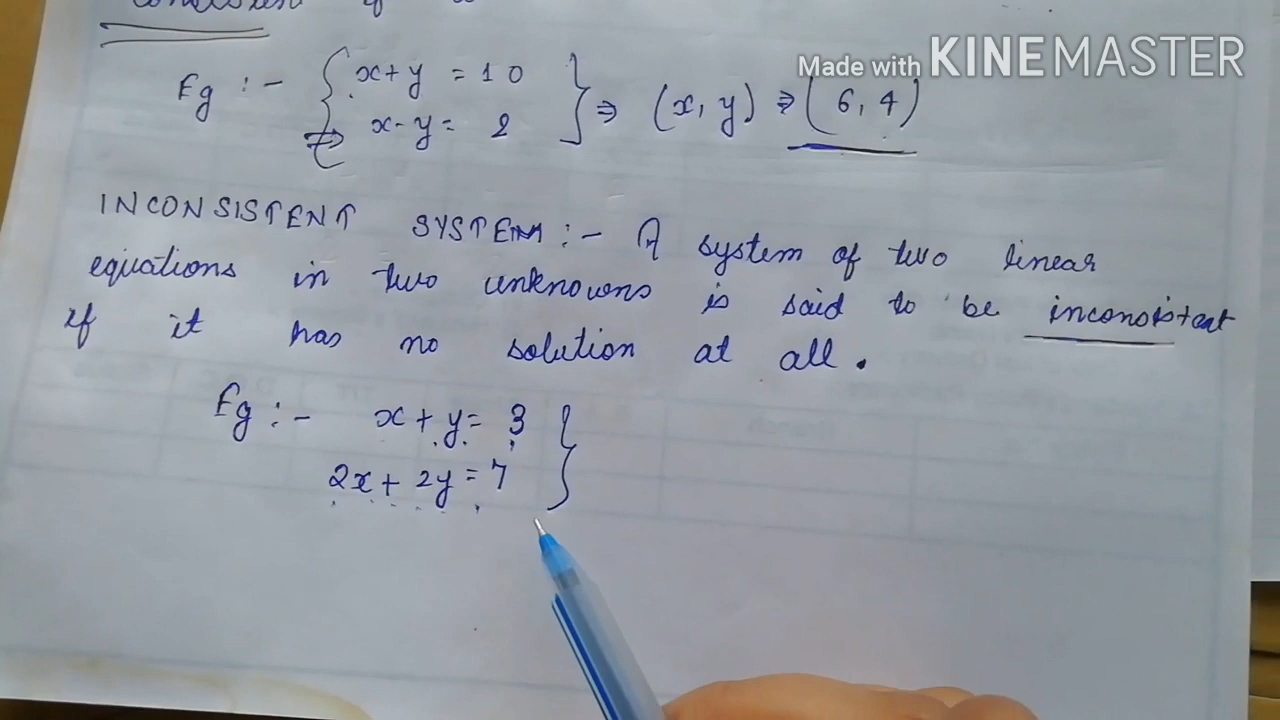 Made with KINEMASTER
Eg :- { x + y = 10
x - y = 2 } ⇒ (x, y) ⇒ (6, 4)
INCONSISTENT SYSTEM :- A system of two linear
equations in two unknowns is said to be inconsistent
if it has no solution at all.
Eg :- x + y = 3
2x + 2y = 7 }